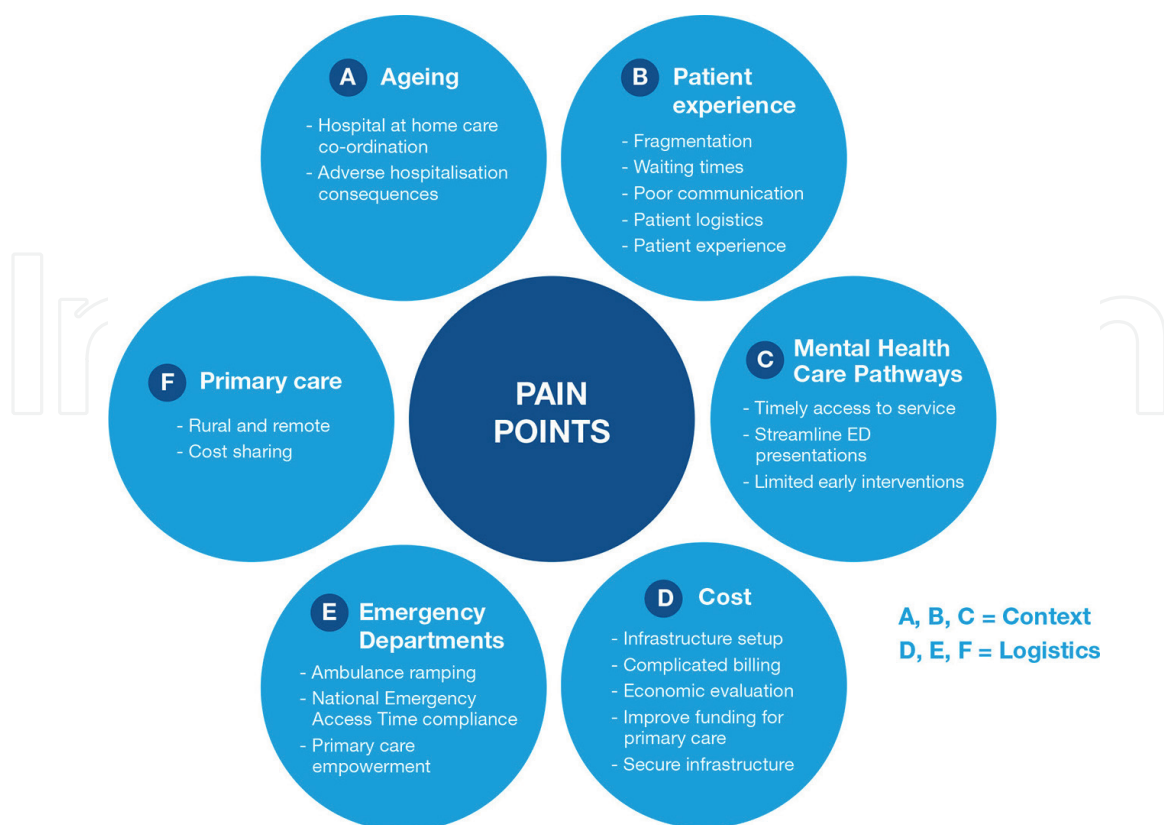 A Ageing
- Hospital at home care
co-ordination
- Adverse hospitalisation
consequences
B Patient
experience
- Fragmentation
- Waiting times
- Poor communication
- Patient logistics
- Patient experience
C Mental Health
Care Pathways
- Timely access to service
- Streamline ED
presentations
- Limited early interventions
PAIN
POINTS
F Primary care
- Rural and remote
- Cost sharing
E Emergency
Departments
- Ambulance ramping
- National Emergency
Access Time compliance
- Primary care
empowerment
D Cost
- Infrastructure setup
- Complicated billing
- Economic evaluation
- Improve funding for
primary care
- Secure infrastructure
A, B, C = Context
D, E, F = Logistics